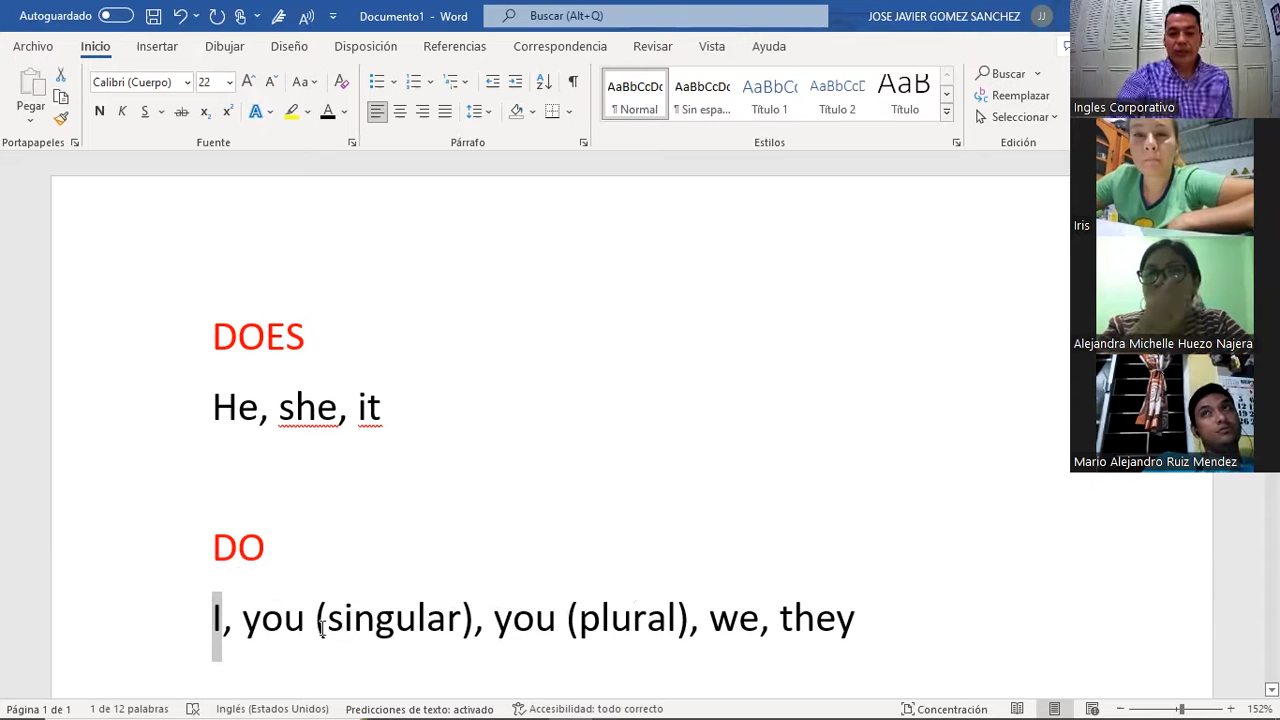 Autoguardado
Documento1 - Word
Buscar (Alt+Q)
JOSE JAVIER GOMEZ SANCHEZ
JJ
Archivo Inicio Insertar Dibujar Diseño Disposición Referencias Correspondencia Revisar Vista Ayuda
Pegar
Portapapeles
Calibri (Cuerpo) 22
Fuente
Párrafo
AaBbCcDc AaBbCcDc AaBbCc AaBbCcD AaB
¶ Normal ¶ Sin espa... Título 1 Título 2 Título
Estilos
Buscar
Reemplazar
Seleccionar
Edición
Ingles Corporativo
Iris
Alejandra Michelle Huezo Najera
Mario Alejandro Ruiz Mendez
DOES
He, she, it
DO
I, you (singular), you (plural), we, they
Página 1 de 1 1 de 12 palabras Inglés (Estados Unidos) Predicciones de texto: activado Accesibilidad: todo correcto Concentración 152%